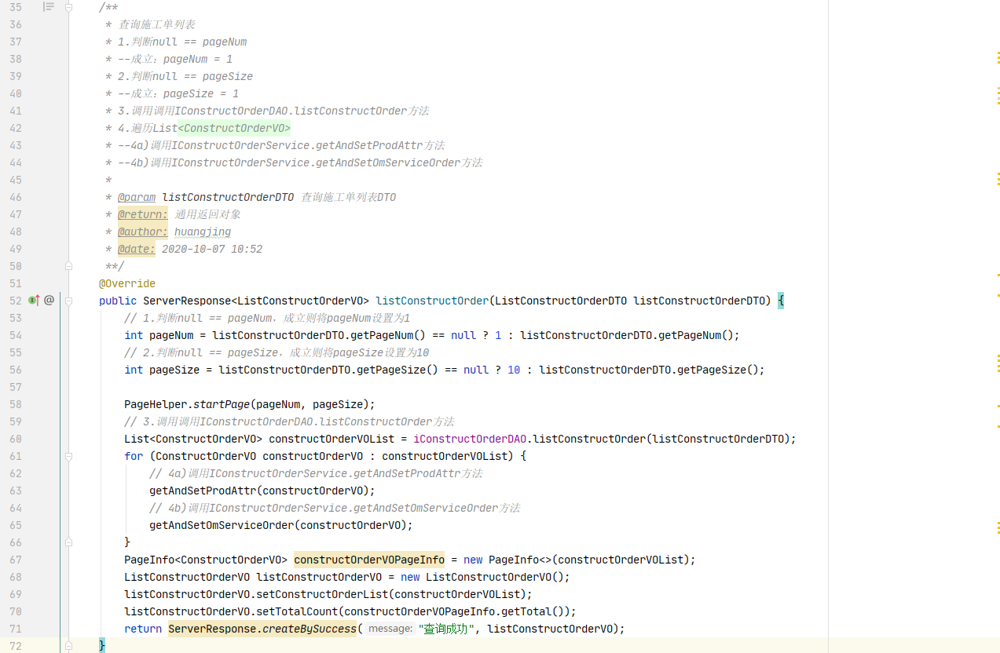 35 /**
36 * 查询施工单列表
37 * 1.判断null == pageNum
38 * --成立：pageNum = 1
39 * 2.判断null == pageSize
40 * --成立：pageSize = 1
41 * 3.调用调用IConstructOrderDAO.listConstructOrder方法
42 * 4.遍历List<ConstructOrderVO>
43 * --4a)调用IConstructOrderService.getAndSetProdAttr方法
44 * --4b)调用IConstructOrderService.getAndSetOmServiceOrder方法
45 *
46 * @param listConstructOrderDTO 查询施工单列表DTO
47 * @return: 通用返回对象
48 * @author: huangjing
49 * @date: 2020-10-07 10:52
50 **/
51 @Override
52 @ public ServerResponse<ListConstructOrderVO> listConstructOrder(ListConstructOrderDTO listConstructOrderDTO) {
53 // 1.判断null == pageNum，成立则将pageNum设置为1
54 int pageNum = listConstructOrderDTO.getPageNum() == null ? 1 : listConstructOrderDTO.getPageNum();
55 // 2.判断null == pageSize，成立则将pageSize设置为10
56 int pageSize = listConstructOrderDTO.getPageSize() == null ? 10 : listConstructOrderDTO.getPageSize();
57
58 PageHelper.startPage(pageNum, pageSize);
59 // 3.调用调用IConstructOrderDAO.listConstructOrder方法
60 List<ConstructOrderVO> constructOrderVOList = iConstructOrderDAO.listConstructOrder(listConstructOrderDTO);
61 for (ConstructOrderVO constructOrderVO : constructOrderVOList) {
62 // 4a)调用IConstructOrderService.getAndSetProdAttr方法
63 getAndSetProdAttr(constructOrderVO);
64 // 4b)调用IConstructOrderService.getAndSetOmServiceOrder方法
65 getAndSetOmServiceOrder(constructOrderVO);
66 }
67 PageInfo<ConstructOrderVO> constructOrderVOPageInfo = new PageInfo<>(constructOrderVOList);
68 ListConstructOrderVO listConstructOrderVO = new ListConstructOrderVO();
69 listConstructOrderVO.setConstructOrderList(constructOrderVOList);
70 listConstructOrderVO.setTotalCount(constructOrderVOPageInfo.getTotal());
71 return ServerResponse.createBySuccess( message: "查询成功", listConstructOrderVO);
72 }